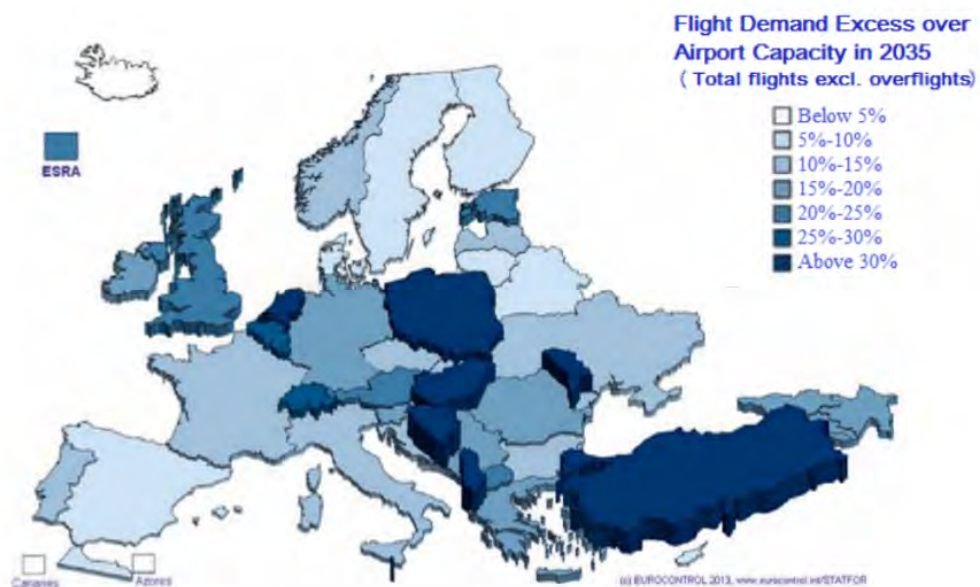 Flight Demand Excess over
Airport Capacity in 2035
( Total flights excl. overflights)
Below 5%
5%-10%
10%-15%
15%-20%
20%-25%
25%-30%
Above 30%
ESRA
Canaries
Azores
(c) EUROCONTROL 2013, www.eurocontrol.int/STATFOR